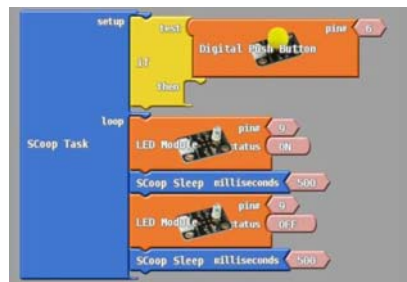 setup
test
pin# 6
Digital Push Button
if
then
loop
SCoop Task
pin# 9
LED Module
status ON
SCoop Sleep milliseconds 500
pin# 9
LED Module
status OFF
SCoop Sleep milliseconds 500